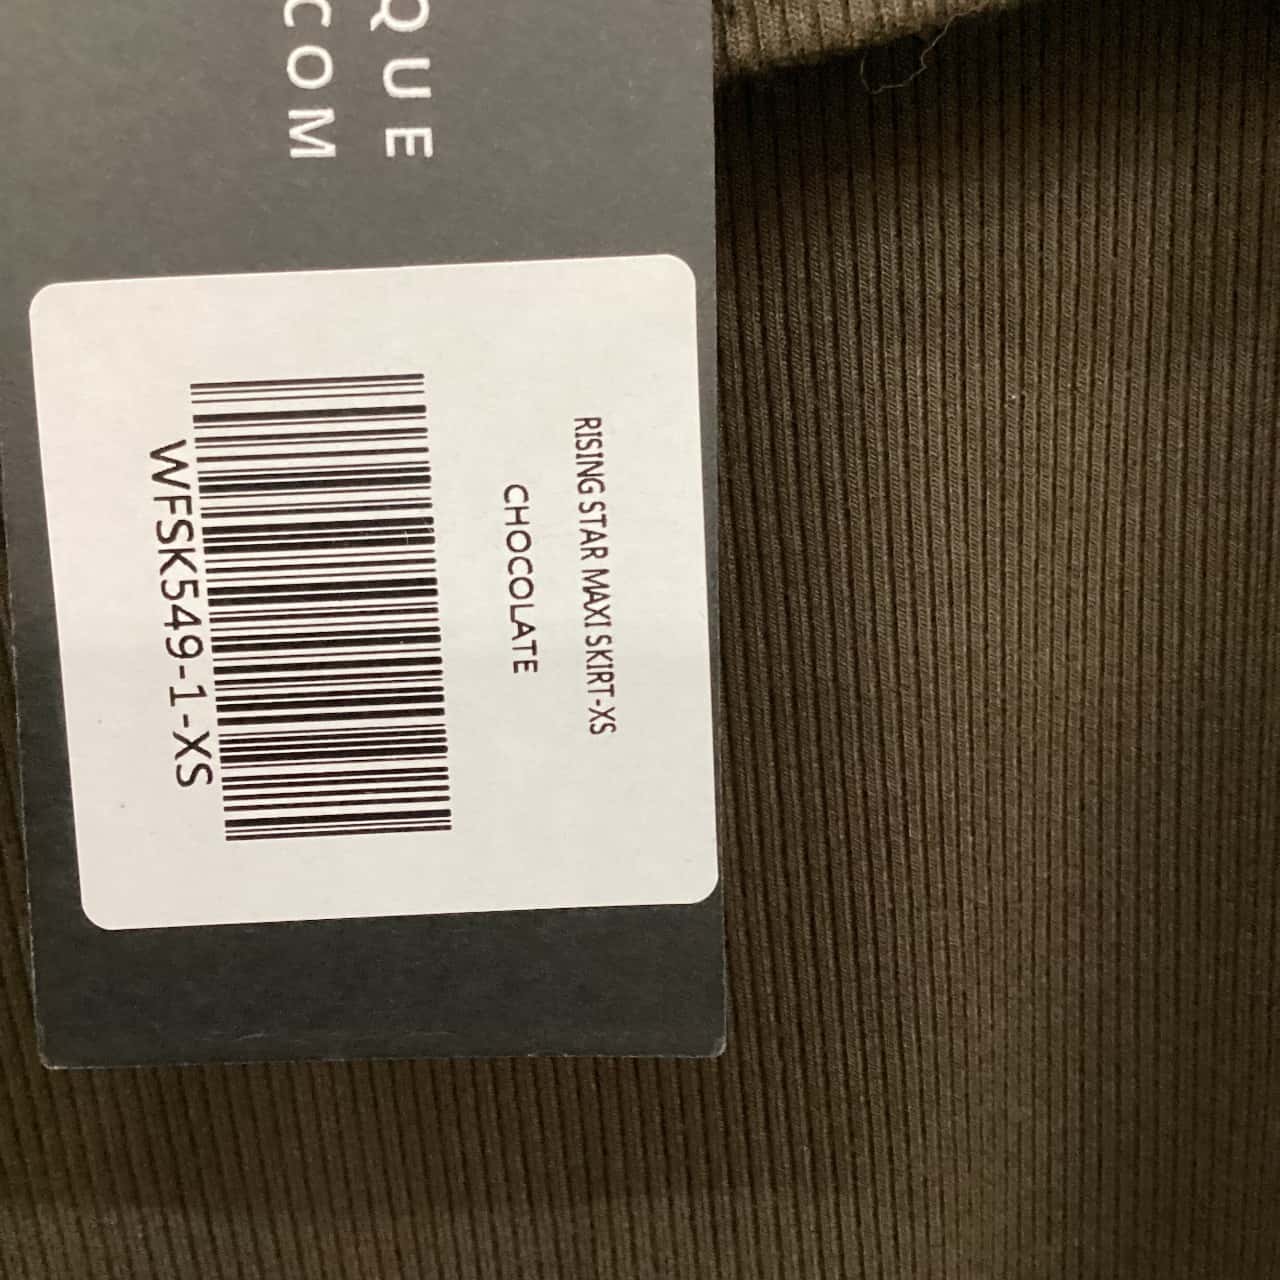 QUE
COM
RISING STAR MAXI SKIRT-XS
CHOCOLATE
WFSK549-1-XS